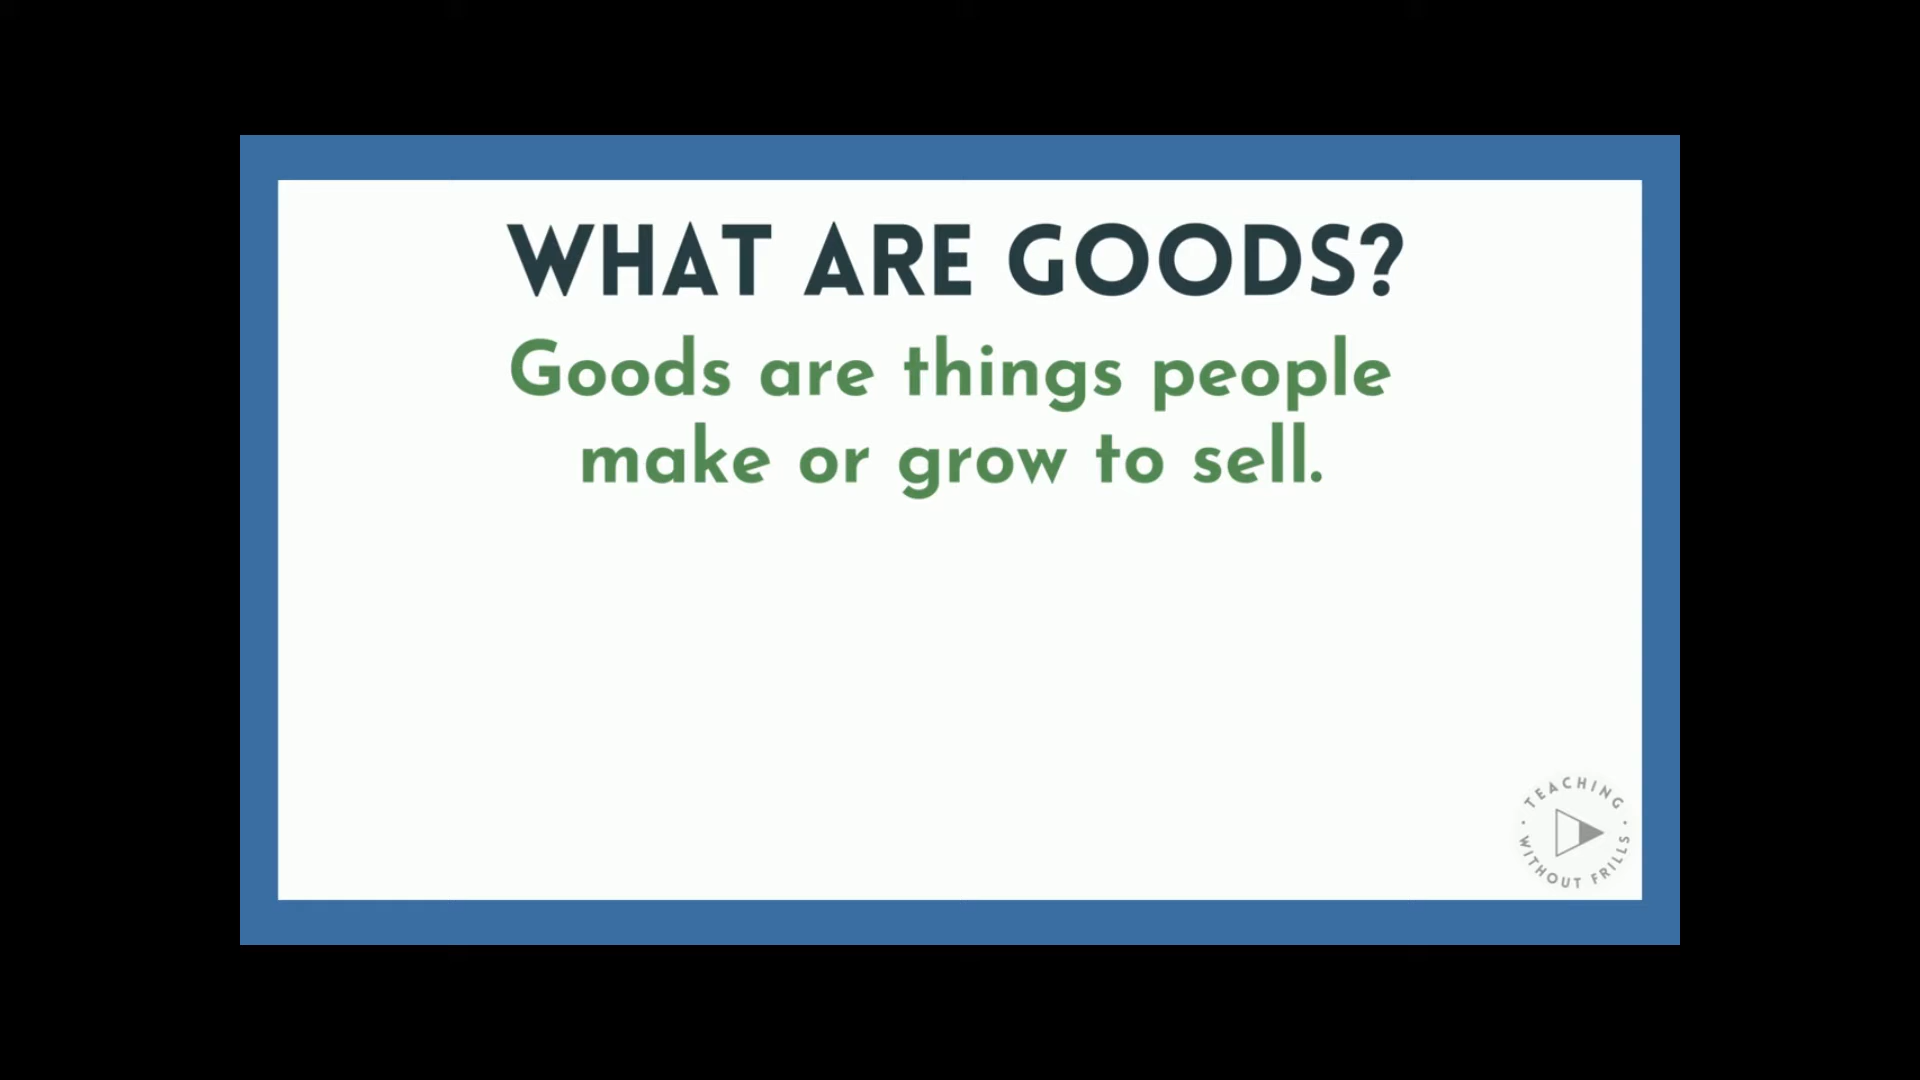 WHAT ARE GOODS?
Goods are things people
make or grow to sell.
TEACHING
WITHOUT FRILLS